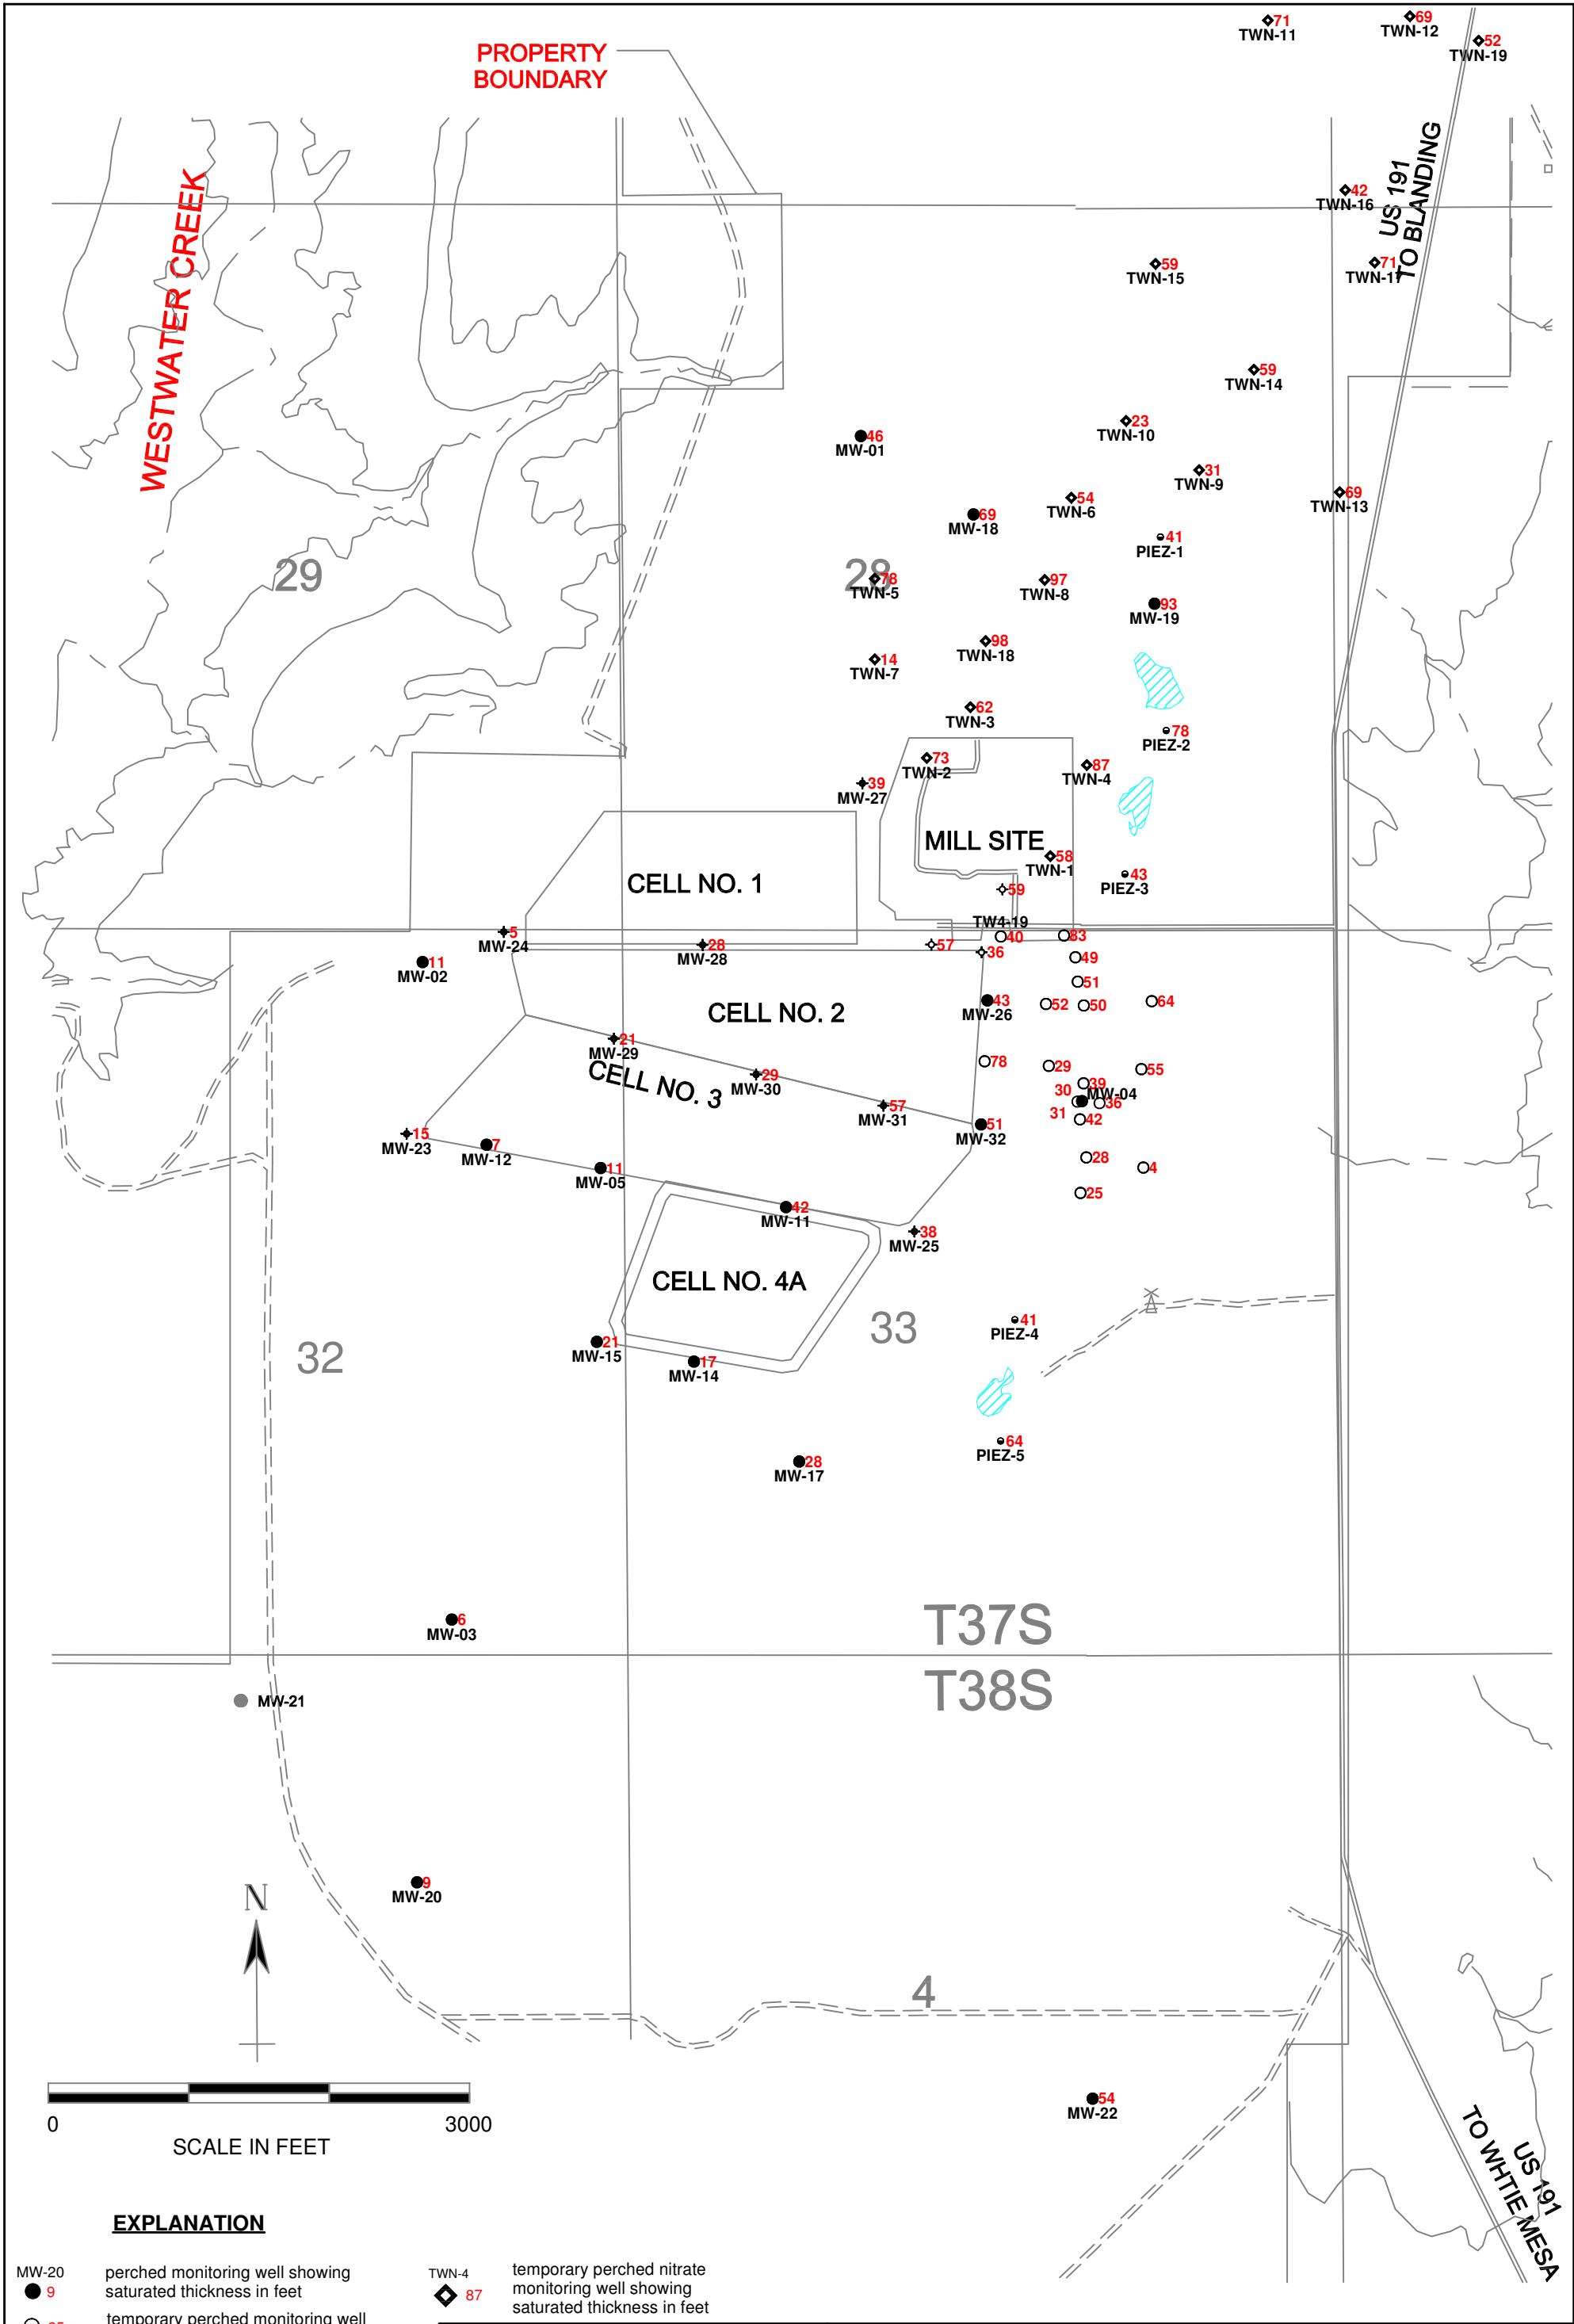 71
TWN-11
69
TWN-12
52
TWN-19
PROPERTY
BOUNDARY
US 191
TO BLANDING
WESTWATER CREEK
42
TWN-16
59
TWN-15
71
TWN-17
59
TWN-14
23
TWN-10
46
MW-01
31
TWN-9
69
TWN-13
54
TWN-6
69
MW-18
41
PIEZ-1
29
28
78
TWN-5
97
TWN-8
93
MW-19
98
TWN-18
14
TWN-7
62
TWN-3
78
PIEZ-2
73
TWN-2
87
TWN-4
39
MW-27
MILL SITE
58
TWN-1
43
PIEZ-3
CELL NO. 1
59
TW4-19
40
83
5
MW-24
28
MW-28
57
36
49
11
MW-02
51
43
MW-26
52
50
64
CELL NO. 2
21
MW-29
78
29
55
CELL NO. 3
29
MW-30
39
30
MW-04
36
31
42
57
MW-31
51
MW-32
15
MW-23
7
MW-12
28
4
11
MW-05
25
42
MW-11
38
MW-25
CELL NO. 4A
33
41
PIEZ-4
32
21
MW-15
17
MW-14
64
PIEZ-5
28
MW-17
6
MW-03
T37S
T38S
MW-21
9
MW-20
N
4
0
3000
SCALE IN FEET
54
MW-22
US 191
TO WHTIE MESA
EXPLANATION
MW-20
9
perched monitoring well showing
saturated thickness in feet
TWN-4
87
temporary perched nitrate
monitoring well showing
saturated thickness in feet
temporary perched monitoring well